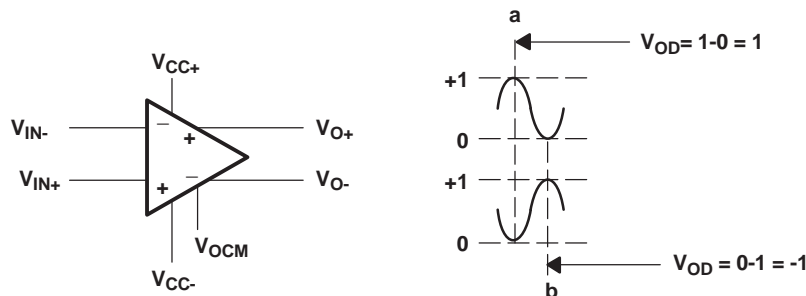 a
V_OD= 1-0 = 1
V_CC+
+1
V_IN-
–
+
V_O+
0
V_IN+
+
–
V_O-
+1
V_OCM
0
V_CC-
V_OD = 0-1 = -1
b